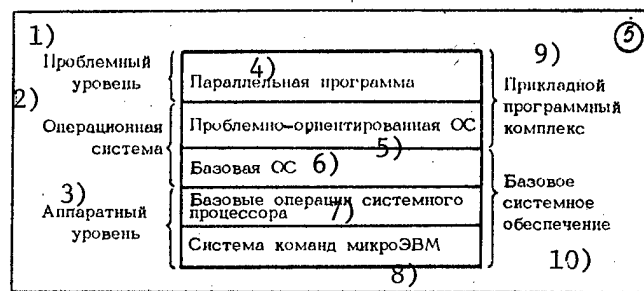 1)
9)
5
Проблемный
уровень
4)
Параллельная программа
Прикладной
программный
комплекс
2)
Операционная
система
Проблемно-ориентированная ОС
5)
Базовая ОС 6)
3)
Аппаратный
уровень
Базовые операции системного
процессора 7)
Базовое
системное
обеспечение
Система команд микроЭВМ
8)
10)